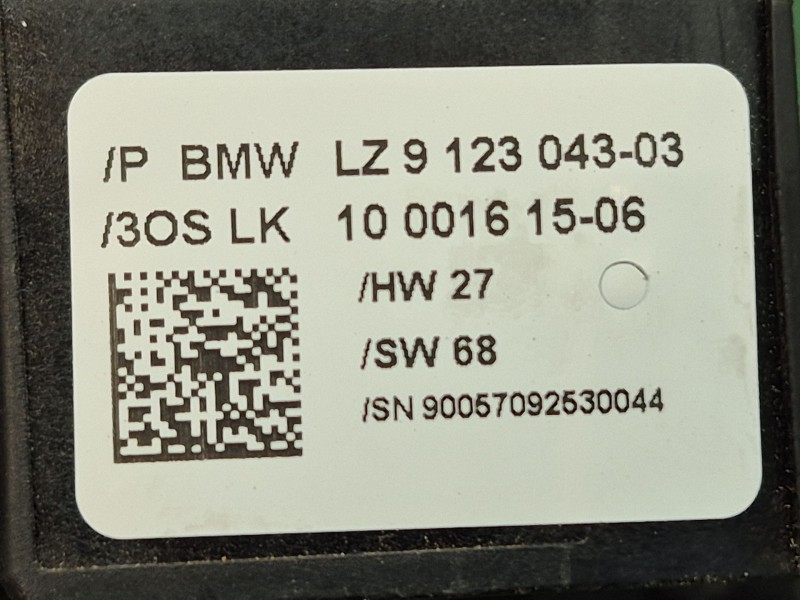 /P BMW LZ 9 123 043-03
/3OS LK 10 0016 15-06
/HW 27
/SW 68
/SN 90057092530044